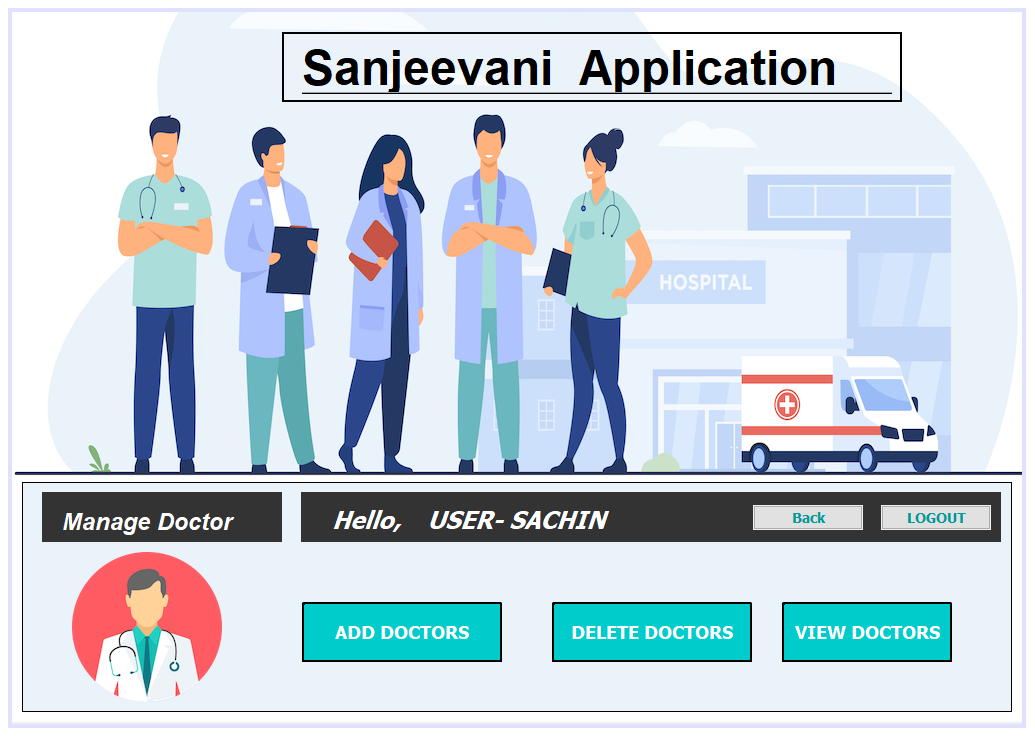 Sanjeevani Application
HOSPITAL
Manage Doctor
Hello, USER- SACHIN
Back
LOGOUT
ADD DOCTORS
DELETE DOCTORS
VIEW DOCTORS